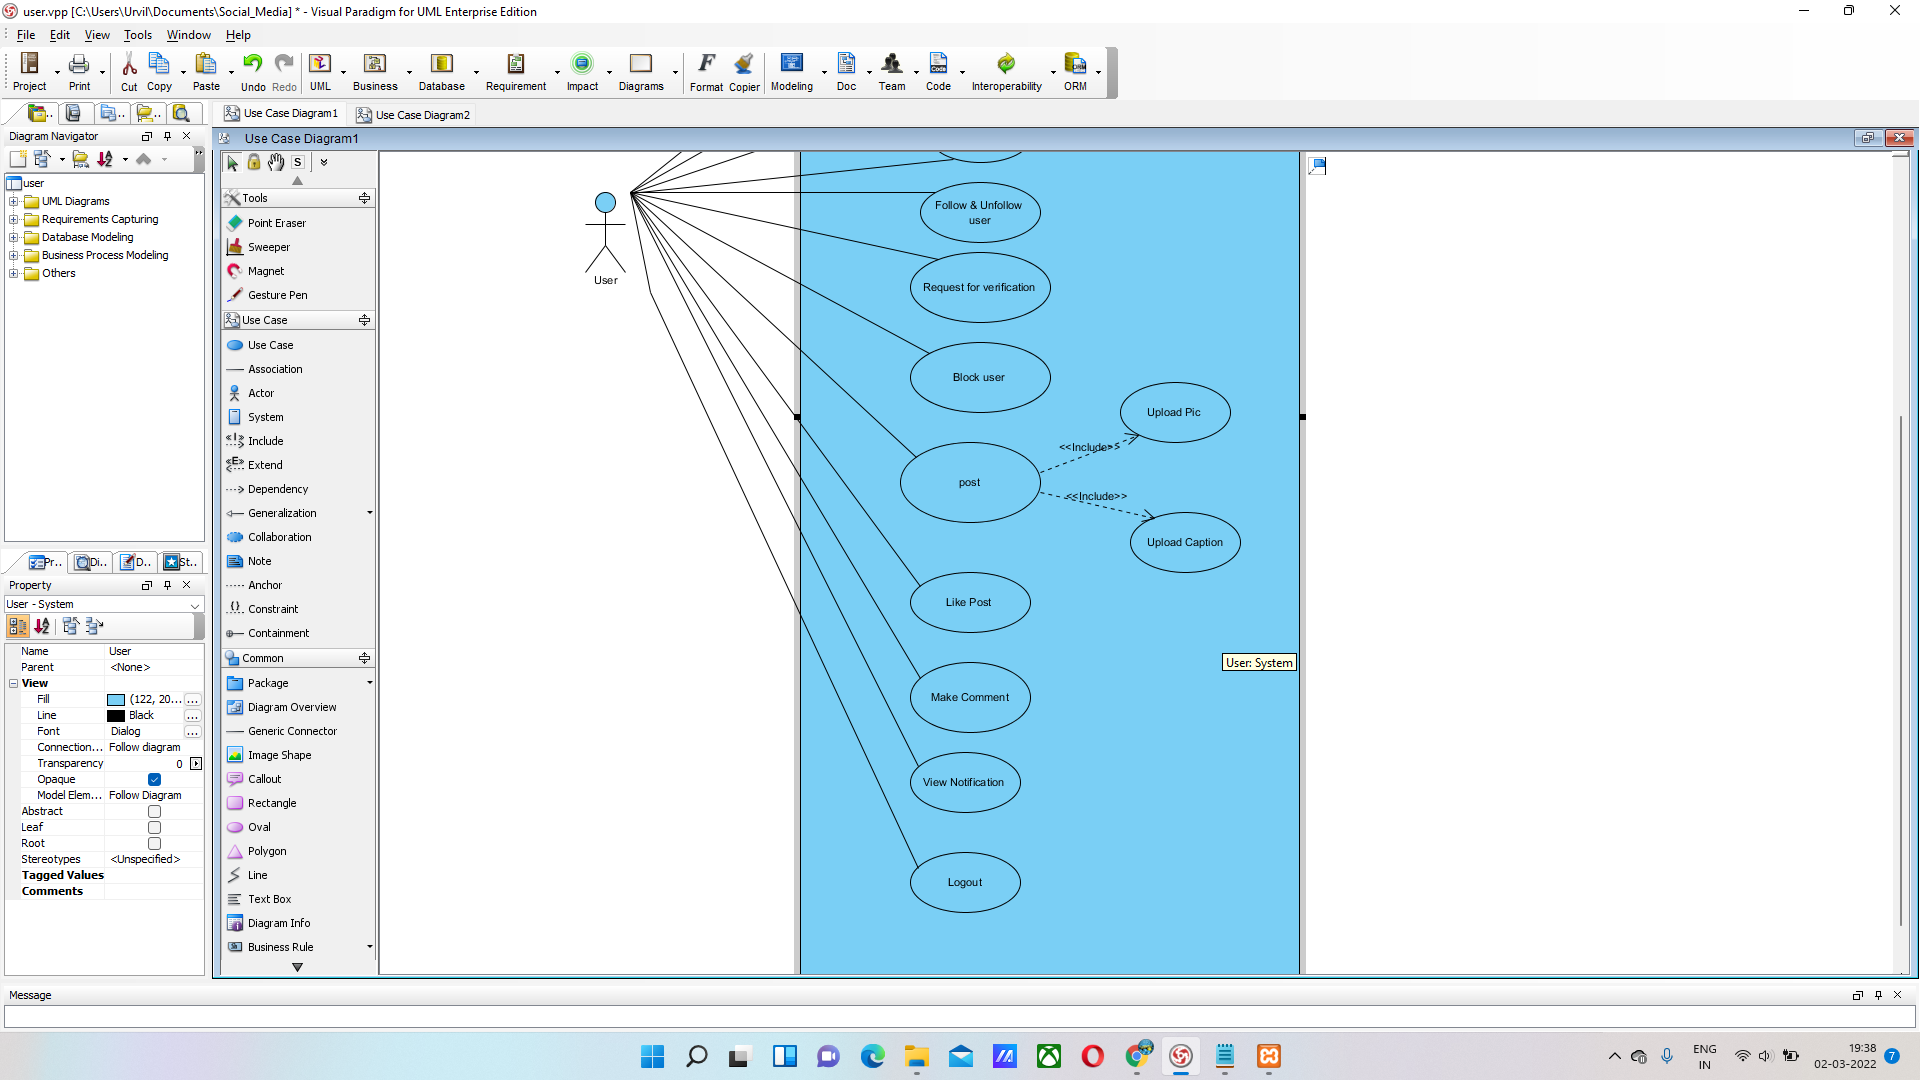 user.vpp [C:\Users\Urvil\Documents\Social_Media] * - Visual Paradigm for UML Enterprise Edition
File Edit View Tools Window Help
Project Print Cut Copy Paste Undo Redo UML Business Database Requirement Impact Diagrams Format Copier Modeling Doc Team Code Interoperability ORM
Use Case Diagram1 Use Case Diagram2
Diagram Navigator
Use Case Diagram1
user
UML Diagrams
Requirements Capturing
Database Modeling
Business Process Modeling
Others
Pr.. Di.. D.. St..
Property
User - System
Name User
Parent <None>
View
Fill (122, 20...
Line Black
Font Dialog
Connection... Follow diagram
Transparency 0
Opaque
Model Elem... Follow Diagram
Abstract
Leaf
Root
Stereotypes <Unspecified>
Tagged Values
Comments
S
Tools
Point Eraser
Sweeper
Magnet
Gesture Pen
Use Case
Use Case
Association
Actor
System
Include
Extend
Dependency
Generalization
Collaboration
Note
Anchor
Constraint
Containment
Common
Package
Diagram Overview
Generic Connector
Image Shape
Callout
Rectangle
Oval
Polygon
Line
Text Box
Diagram Info
Business Rule
User
Follow & Unfollow
user
Request for verification
Block user
Upload Pic
<<Include>>
post
<<Include>>
Upload Caption
Like Post
User: System
Make Comment
View Notification
Logout
Message
ENG
IN
19:38
02-03-2022
7